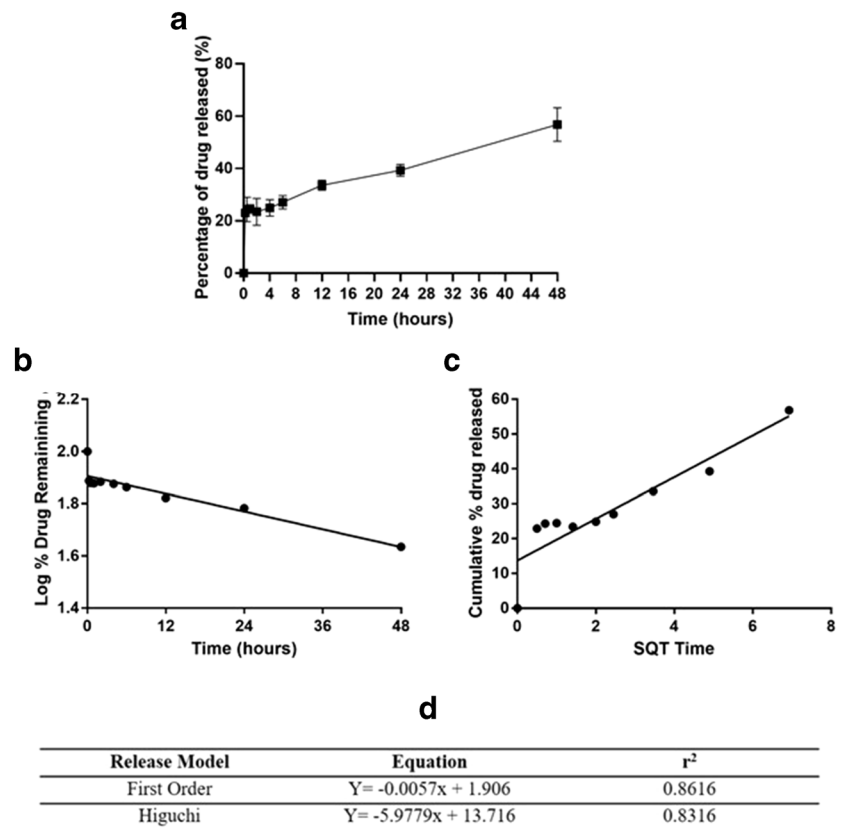 a
Percentage of drug released (%)
80
60
40
20
0
0 4 8 12 16 20 24 28 32 36 40 44 48
Time (hours)
b
Log % Drug Remainining
2.2
2.0
1.8
1.6
1.4
0 12 24 36 48
Time (hours)
c
Cumulative % drug released
60
50
40
30
20
10
0
0 2 4 6 8
SQT Time
d
Release Model Equation r²
First Order Y= -0.0057x + 1.906 0.8616
Higuchi Y= -5.9779x + 13.716 0.8316